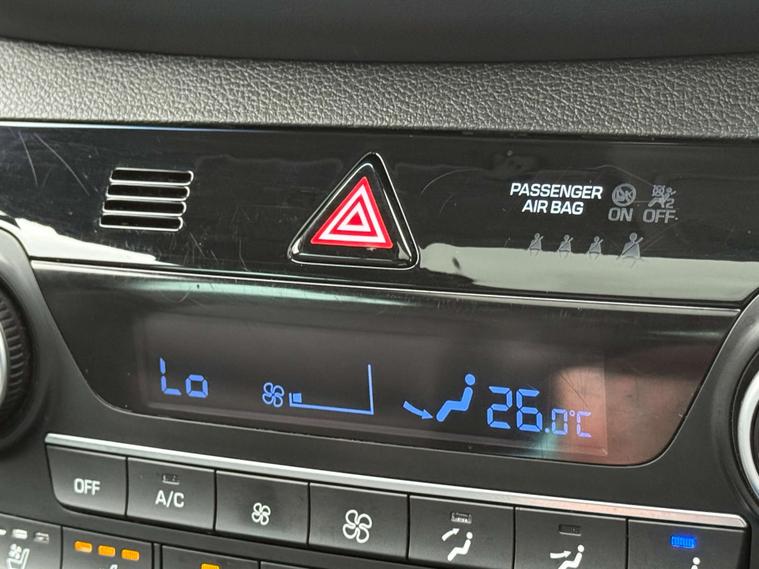 PASSENGER
AIR BAG
ON OFF
Lo
26.0°C
OFF
A/C